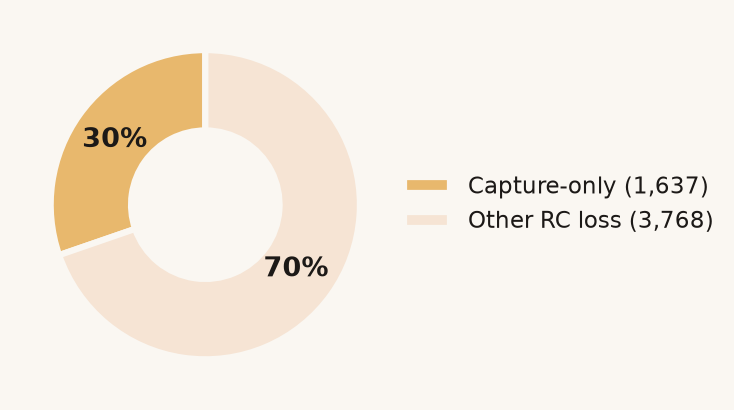 30%
70%
Capture-only (1,637)
Other RC loss (3,768)